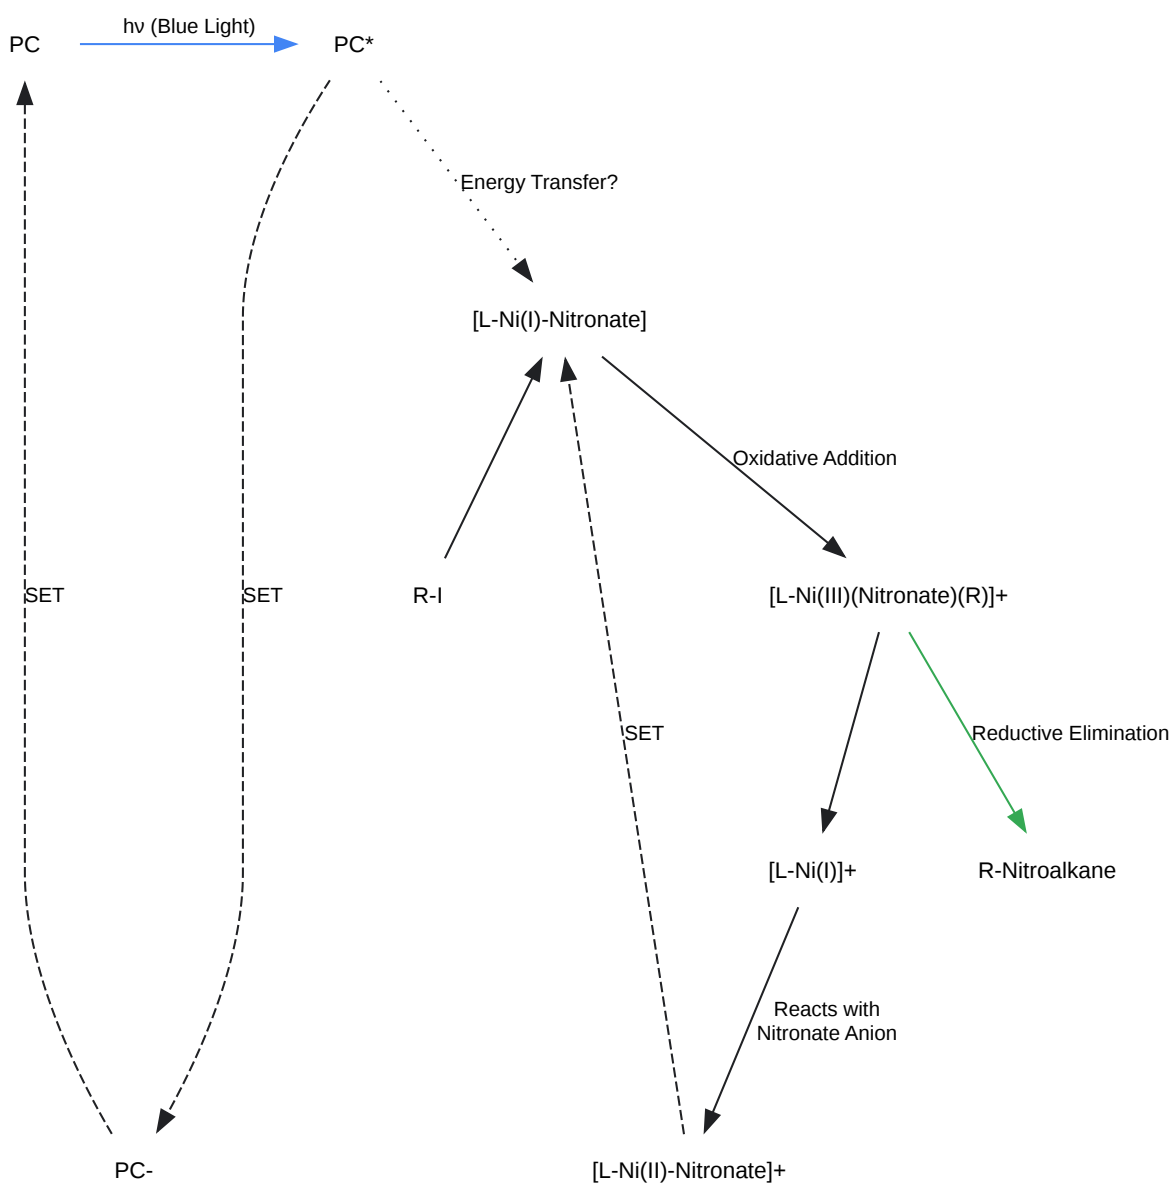 hν (Blue Light)
PC
PC*
Energy Transfer?
[L-Ni(I)-Nitronate]
Oxidative Addition
SET
SET
R-I
[L-Ni(III)(Nitronate)(R)]+
SET
Reductive Elimination
[L-Ni(I)]+
R-Nitroalkane
Reacts with
Nitronate Anion
PC-
[L-Ni(II)-Nitronate]+